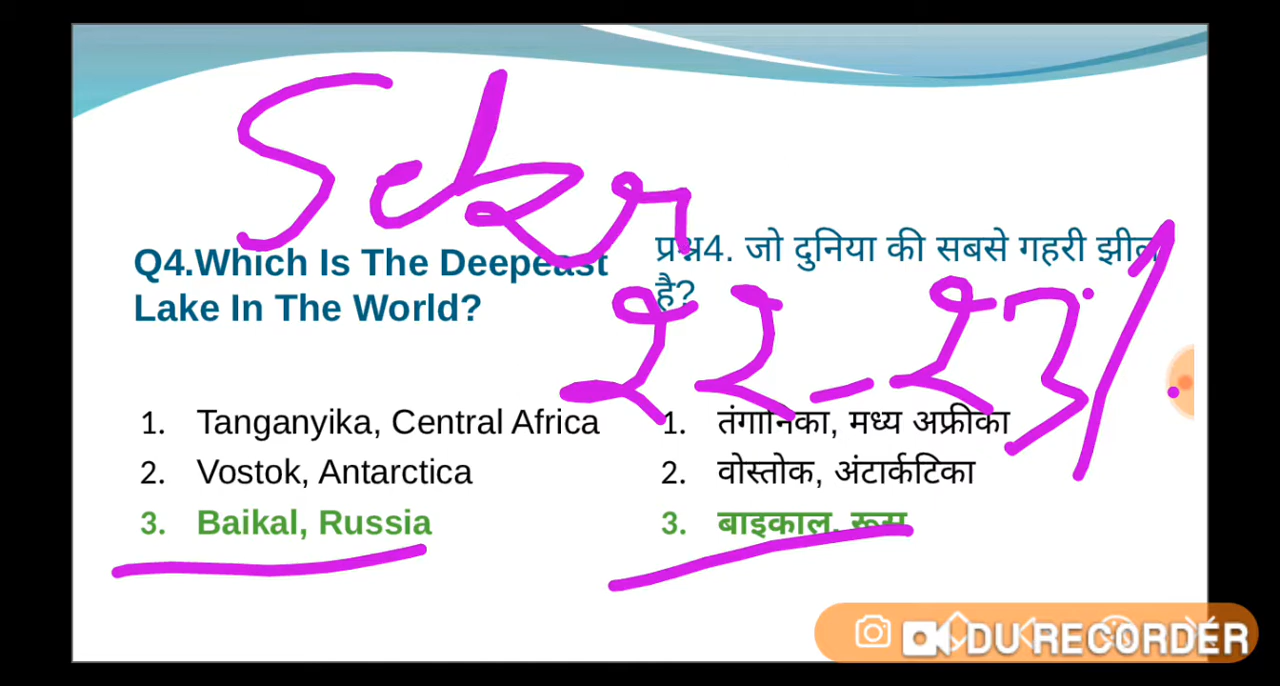 Q4.Which Is The Deepeast
Lake In The World?
1. Tanganyika, Central Africa
2. Vostok, Antarctica
3. Baikal, Russia
प्रश्न4. जो दुनिया की सबसे गहरी झील
है?
22-23%
1. तंगानिका, मध्य अफ्रीका
2. वोस्तोक, अंटार्कटिका
3. बाइकाल, रूस
DU RECORDER